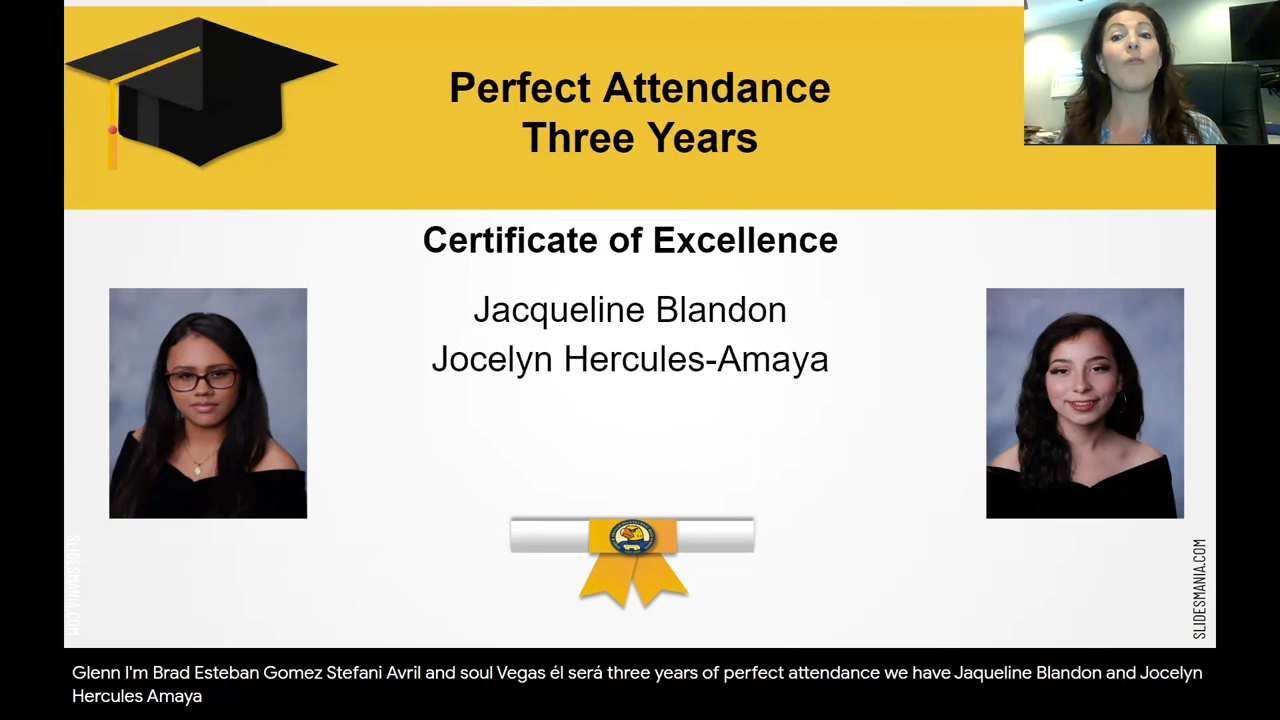 Perfect Attendance
Three Years
Certificate of Excellence
Jacqueline Blandon
Jocelyn Hercules-Amaya
SLIDESMANIA.COM
SLIDESMANIA.COM
Glenn I'm Brad Esteban Gomez Stefani Avril and soul Vegas él será three years of perfect attendance we have Jaqueline Blandon and Jocelyn
Hercules Amaya